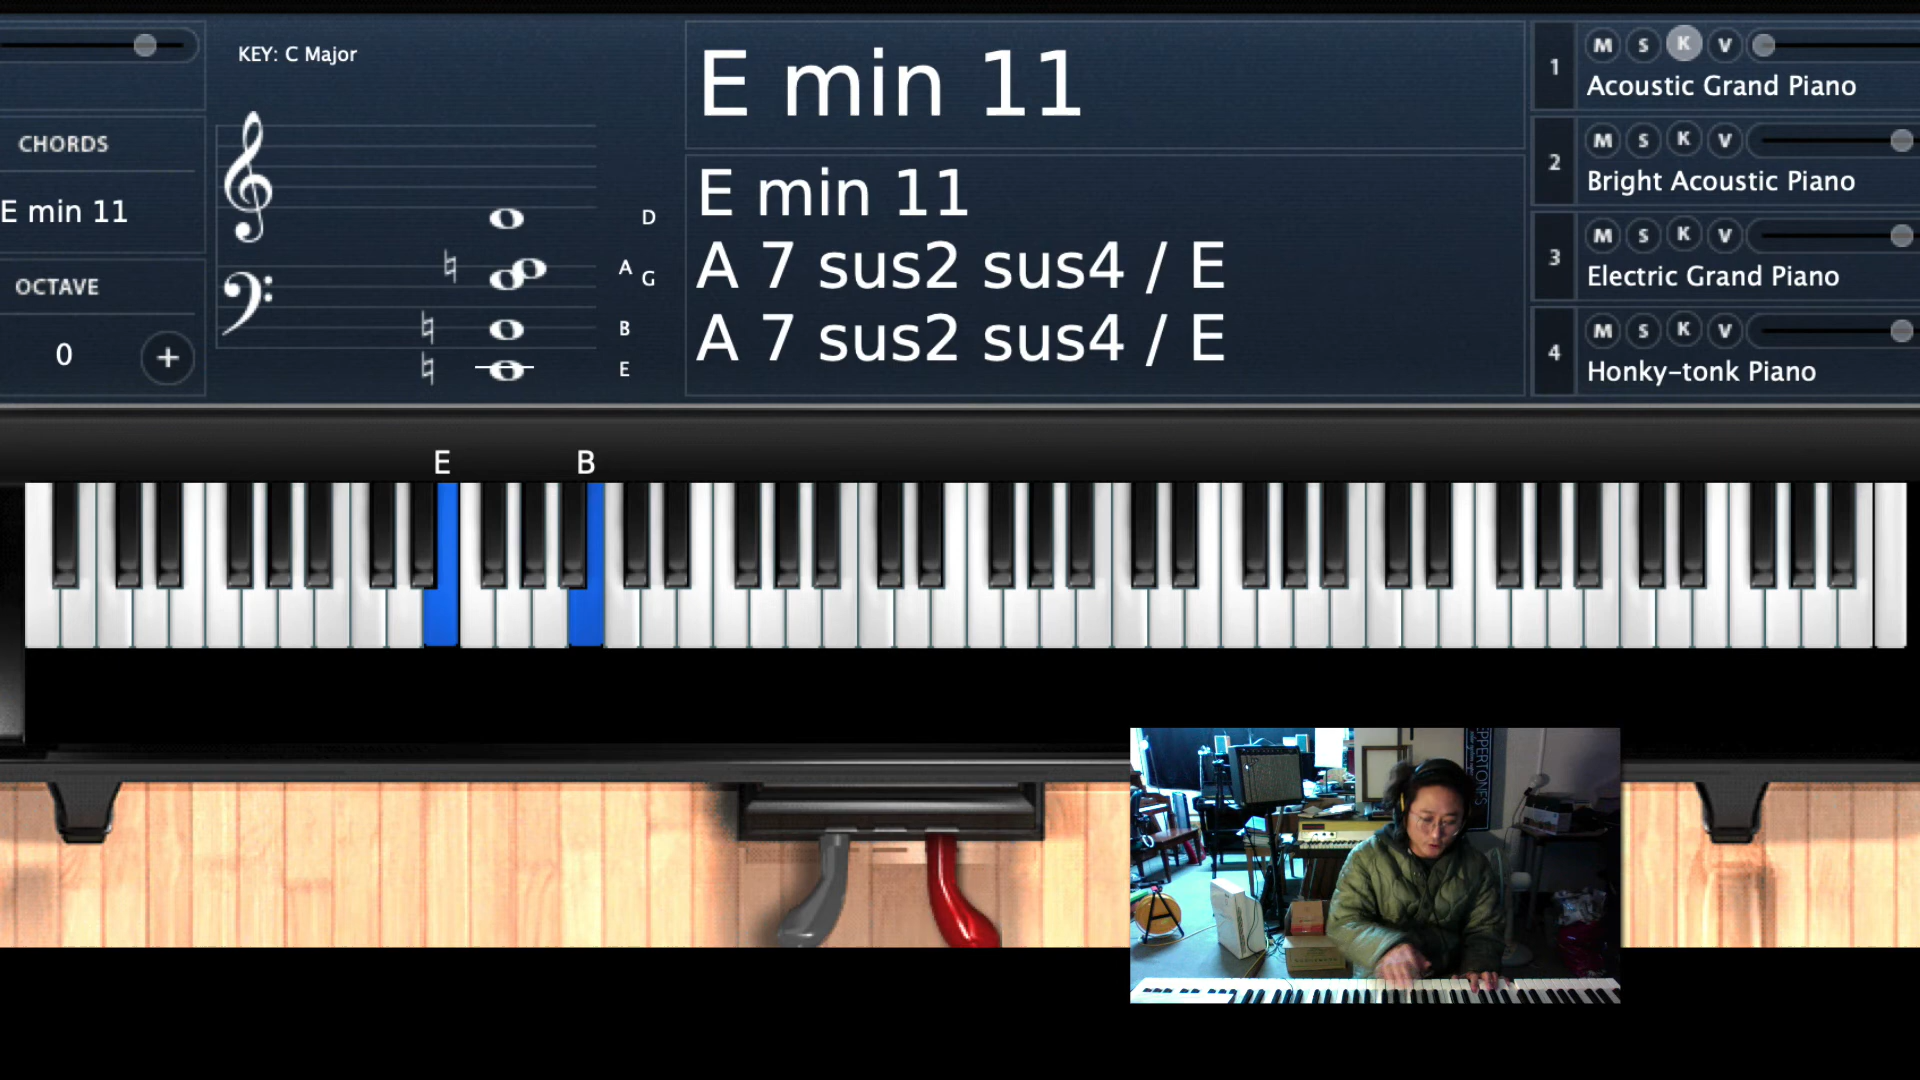 KEY: C Major
CHORDS
E min 11
OCTAVE
0
+
D
A
G
B
E
E min 11
E min 11
A 7 sus2 sus4 / E
A 7 sus2 sus4 / E
1
M S K V
Acoustic Grand Piano
2
M S K V
Bright Acoustic Piano
3
M S K V
Electric Grand Piano
4
M S K V
Honky-tonk Piano
E B
EPPERTONES